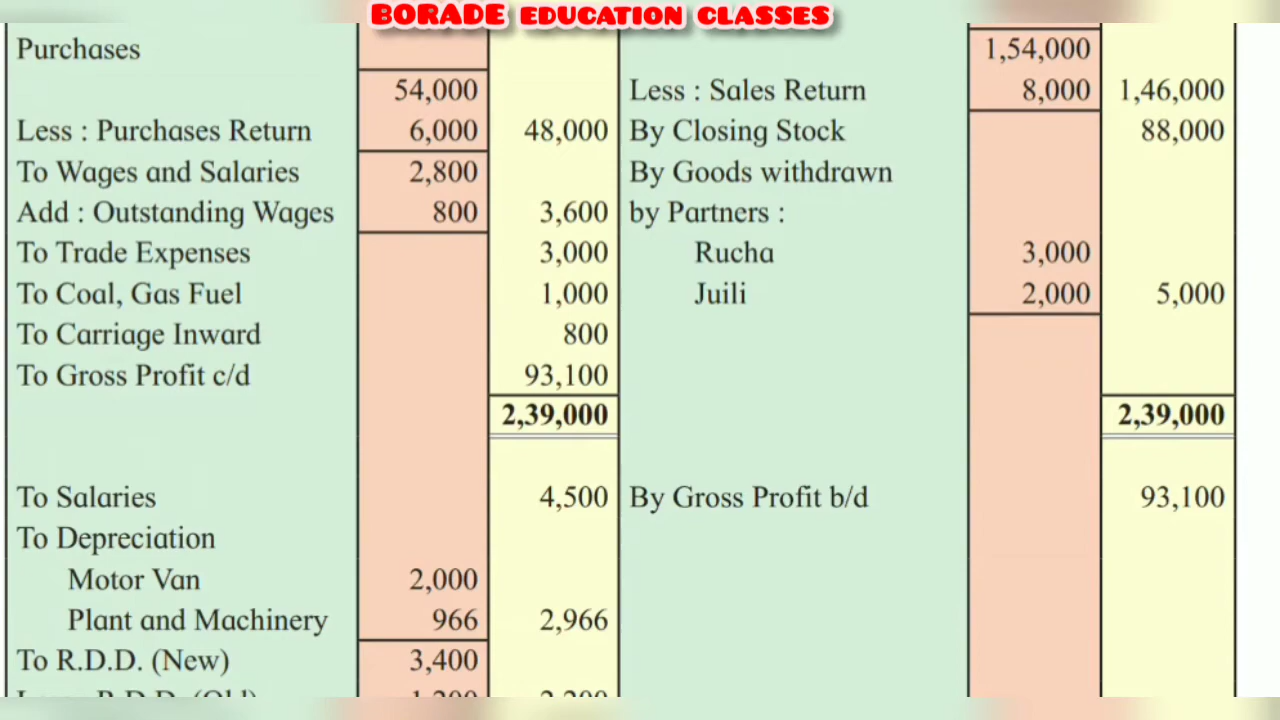 BORADE EDUCATION CLASSES
Purchases 1,54,000
54,000 Less : Sales Return 8,000 1,46,000
Less : Purchases Return 6,000 48,000 By Closing Stock 88,000
To Wages and Salaries 2,800 By Goods withdrawn
Add : Outstanding Wages 800 3,600 by Partners :
To Trade Expenses 3,000 Rucha 3,000
To Coal, Gas Fuel 1,000 Juili 2,000 5,000
To Carriage Inward 800
To Gross Profit c/d 93,100
2,39,000 2,39,000
To Salaries 4,500 By Gross Profit b/d 93,100
To Depreciation
Motor Van 2,000
Plant and Machinery 966 2,966
To R.D.D. (New) 3,400
R.D.D. (Old) 1,200 2,200